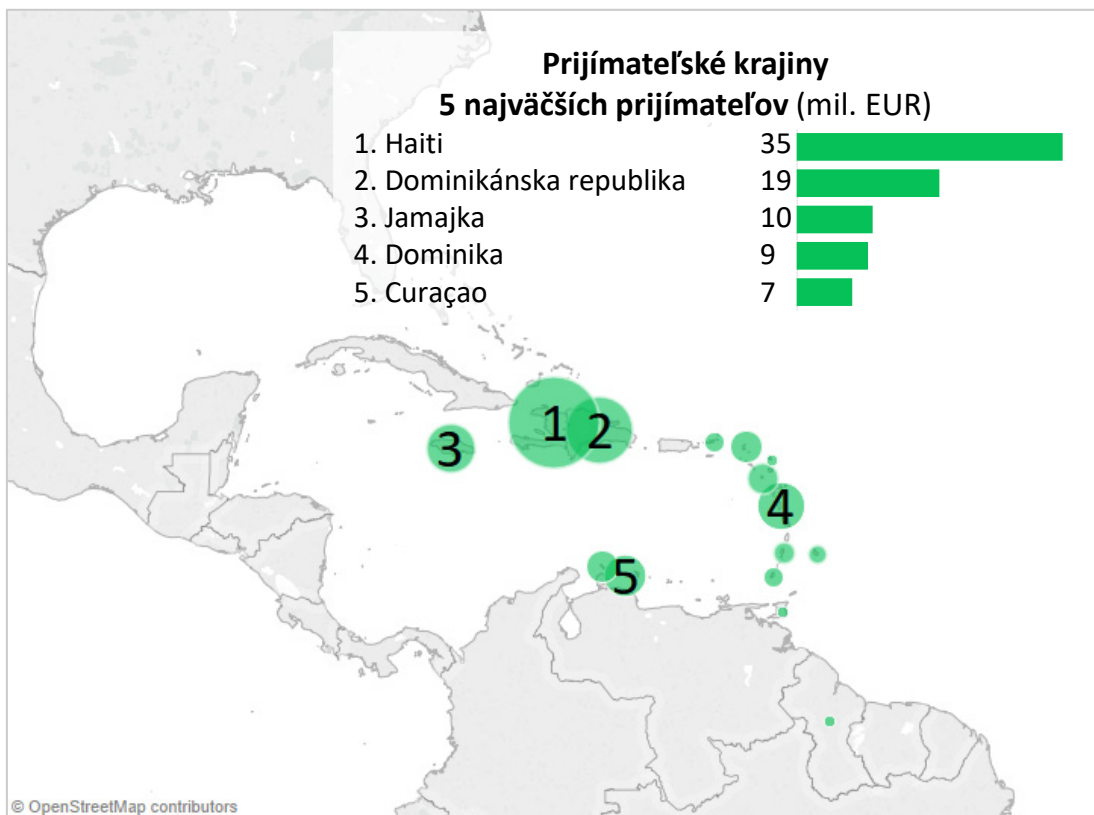 Prijímateľské krajiny
5 najväčších prijímateľov (mil. EUR)
1. Haiti 35
2. Dominikánska republika 19
3. Jamajka 10
4. Dominika 9
5. Curaçao 7
1 2
3
4
5
© OpenStreetMap contributors